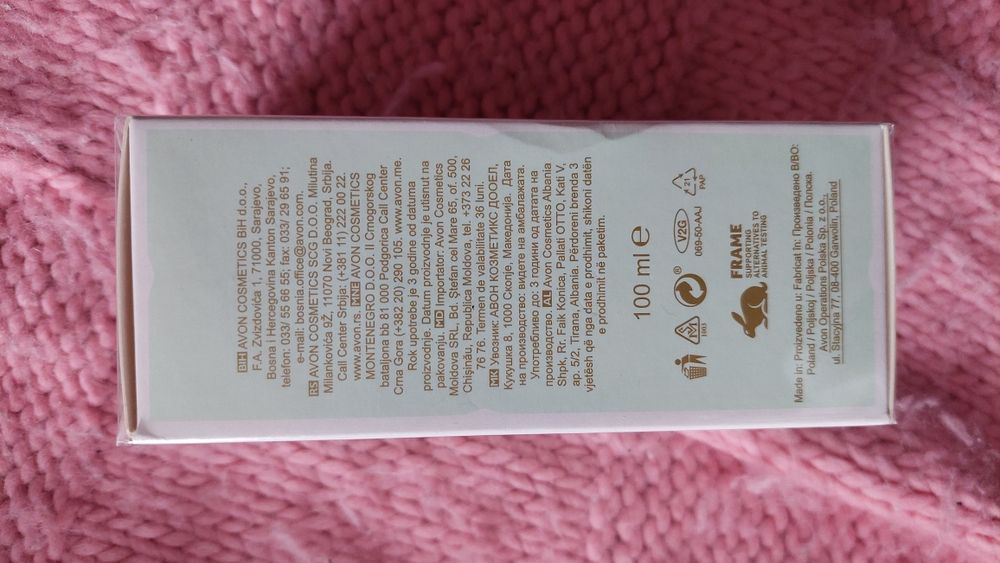 BIH AVON COSMETICS BIH d.o.o.,
F.A. Zvizdovića 1, 71000, Sarajevo,
Bosna i Hercegovina Kanton Sarajevo,
telefon: 033/ 55 66 55; fax: 033/ 29 65 91;
e-mail: bosnia.office@avon.com.
RS AVON COSMETICS SCG D.O.O. Milutina
Milankovića 9Ž, 11070 Novi Beograd, Srbija.
Call Center Srbija: (+381 11) 222 00 22.
www.avon.rs. MNE AVON COSMETICS
MONTENEGRO D.O.O. II Crnogorskog
bataljona bb 81 000 Podgorica Call Center
Crna Gora (+382 20) 290 105. www.avon.me.
Rok upotrebe je 3 godine od datuma
proizvodnje. Datum proizvodnje je utisnut na
pakovanju. MD Importator: Avon Cosmetics
Moldova SRL, Bd. Ștefan cel Mare 65, of. 500,
Chișinău, Republica Moldova, tel. +373 22 26
76 76. Termen de valabilitate 36 luni.
MK Увозник: АВОН КОЗМЕТИКС ДООЕЛ,
Кукушка 8, 1000 Скопје, Македонија. Дата
на производство: видете на амбалажата.
Употребливо до: 3 години од датата на
производство. AL Avon Cosmetics Albania
Shpk, Rr. Faik Konica, Pallati OTTO, Kati V,
ap. 5/2, Tirana, Albania. Përdoreni brenda 3
vjetësh që nga data e prodhimit, shikoni datën
e prodhimit në paketim.
100 ml e
1983 ® V2G 21
069-50-AAJ PAP
FRAME
SUPPORTING
ALTERNATIVES TO
ANIMAL TESTING
Made in: Proizvedeno u: Fabricat în: Произведено В/ВО:
Poland / Poljskoj / Poljska / Polonia / Полска.
Avon Operations Polska Sp. z o.o.,
ul. Stacyjna 77, 08-400 Garwolin, Poland